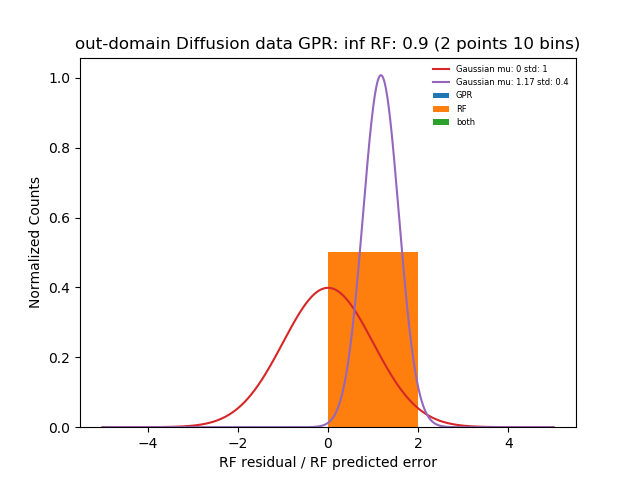 out-domain Diffusion data GPR: inf RF: 0.9 (2 points 10 bins)
Gaussian mu: 0 std: 1
Gaussian mu: 1.17 std: 0.4
GPR
RF
both
Normalized Counts
1.0
0.8
0.6
0.4
0.2
0.0
−4
−2
0
2
4
RF residual / RF predicted error